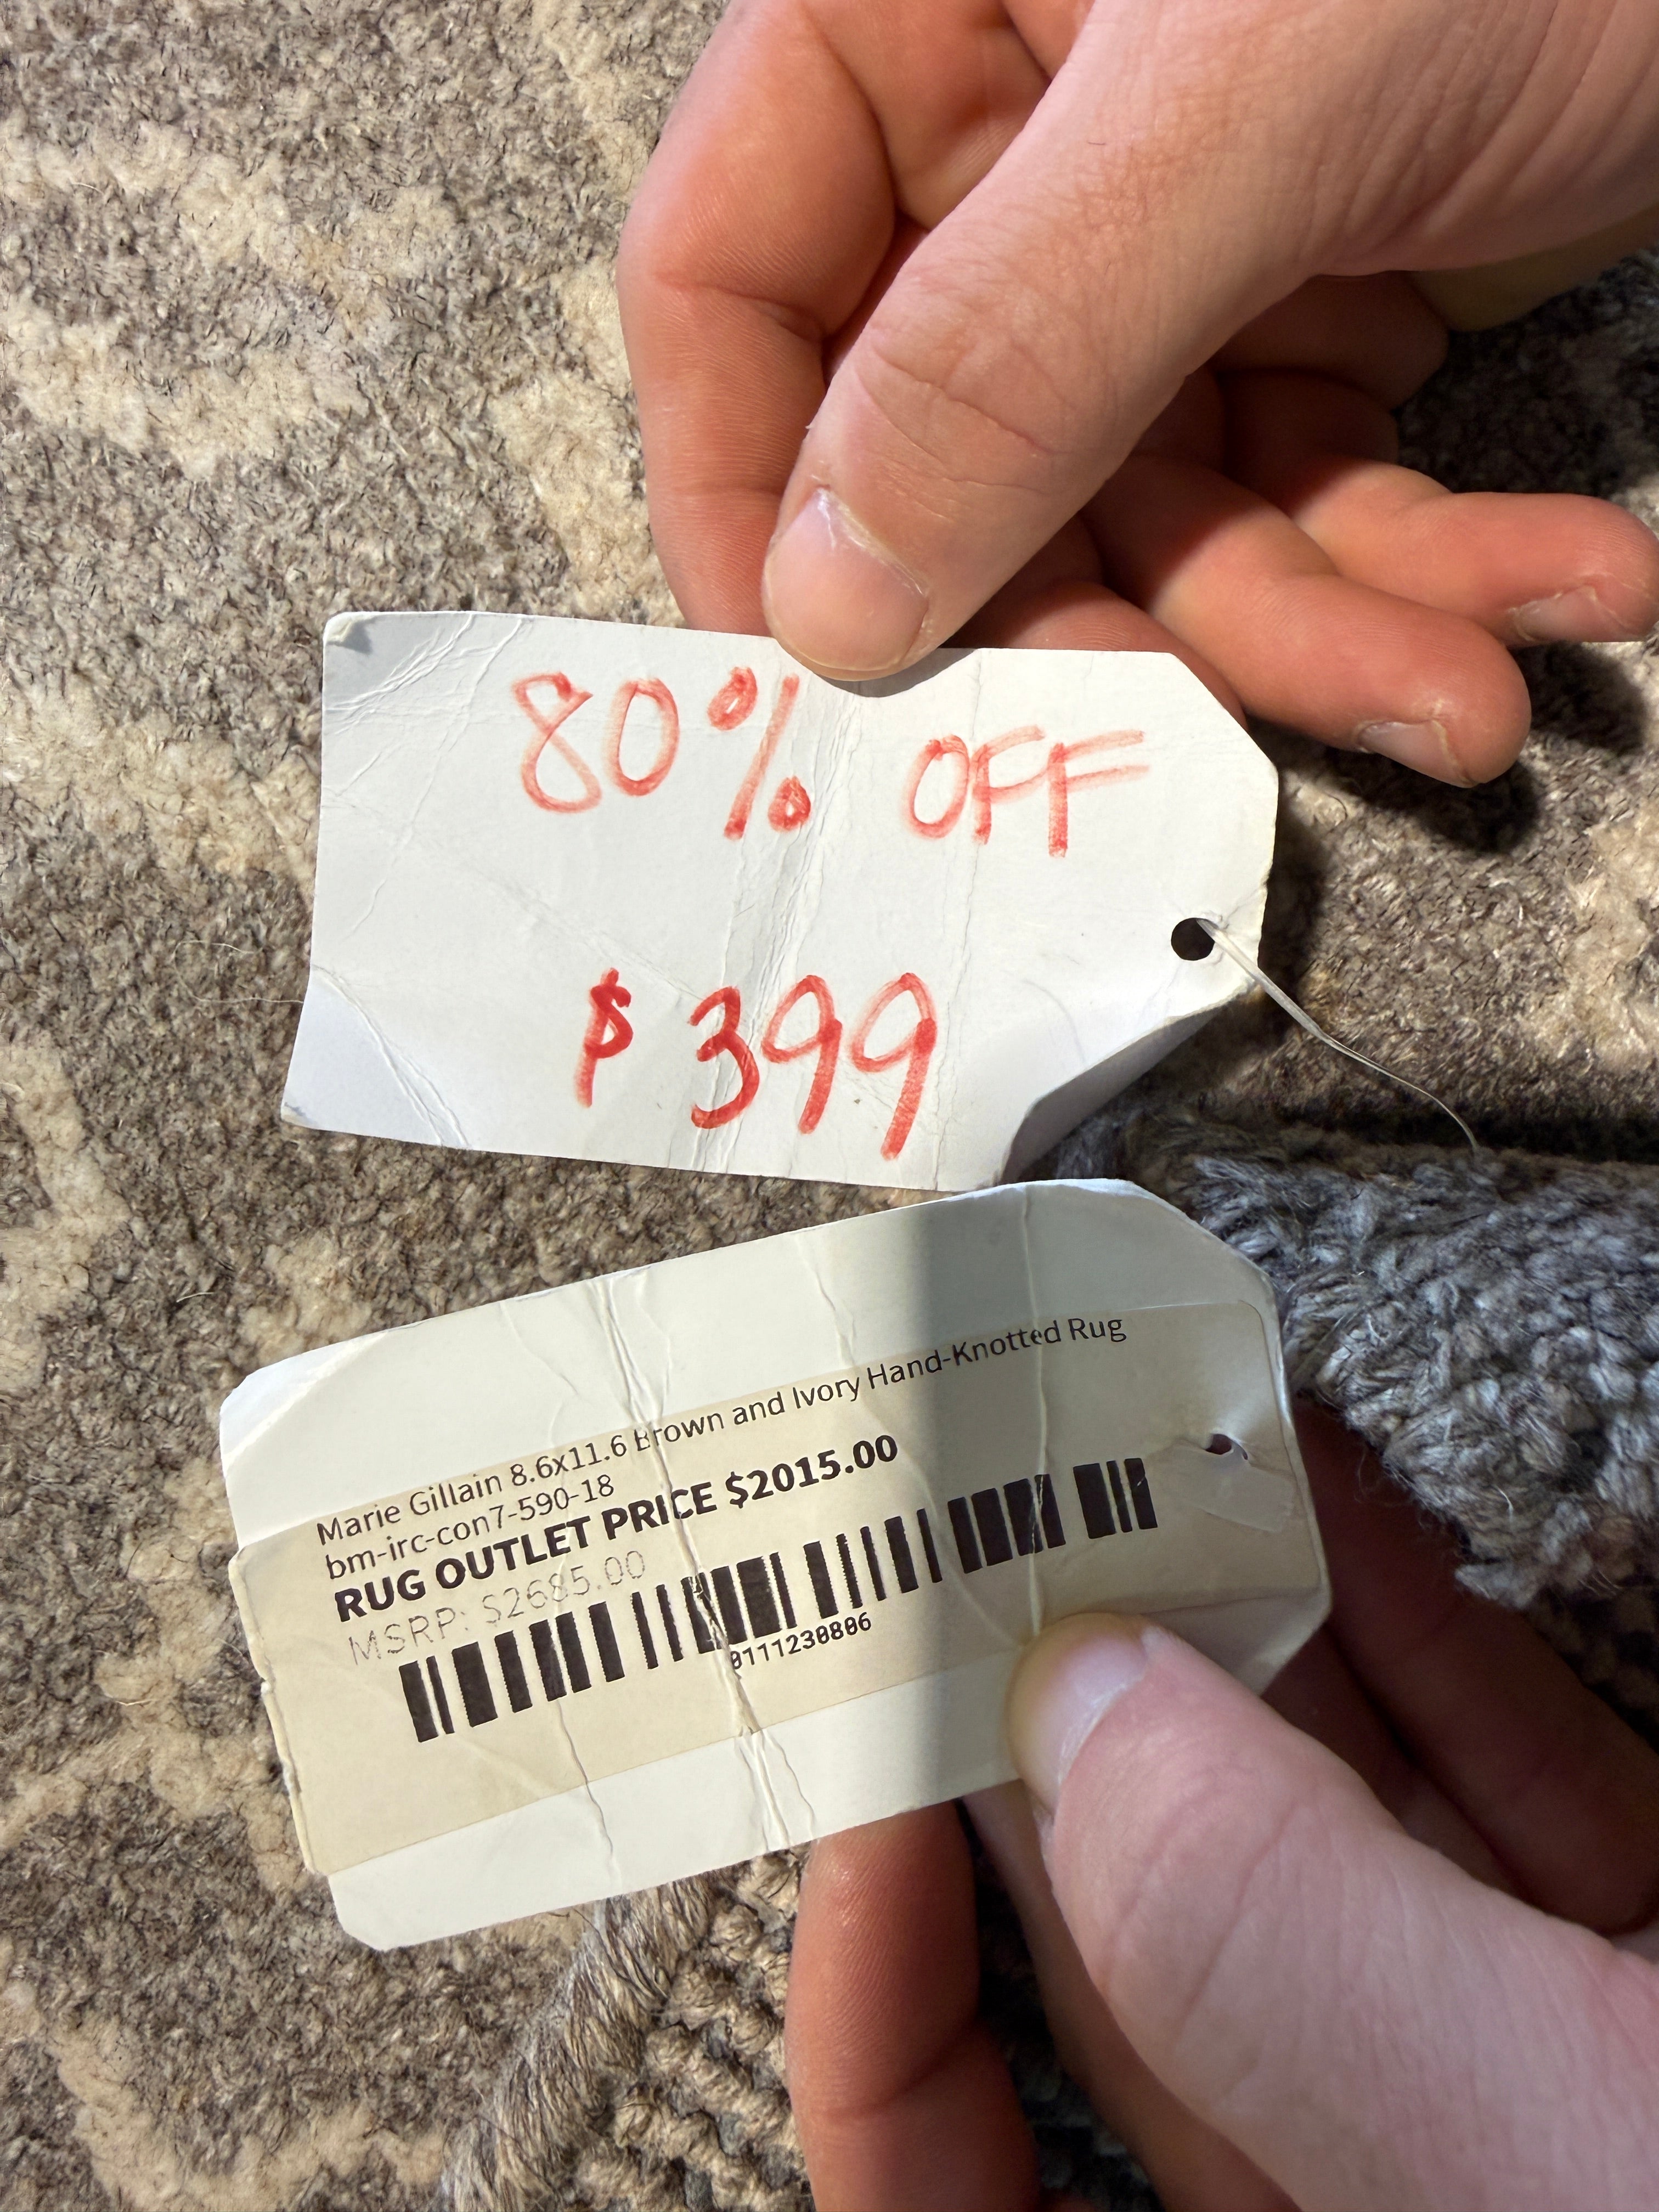 80% OFF
$399
Marie Gillain 8.6x11.6 Brown and Ivory Hand-Knotted Rug
bm-irc-con7-590-18
RUG OUTLET PRICE $2015.00
MSRP: $2685.00
0111230806